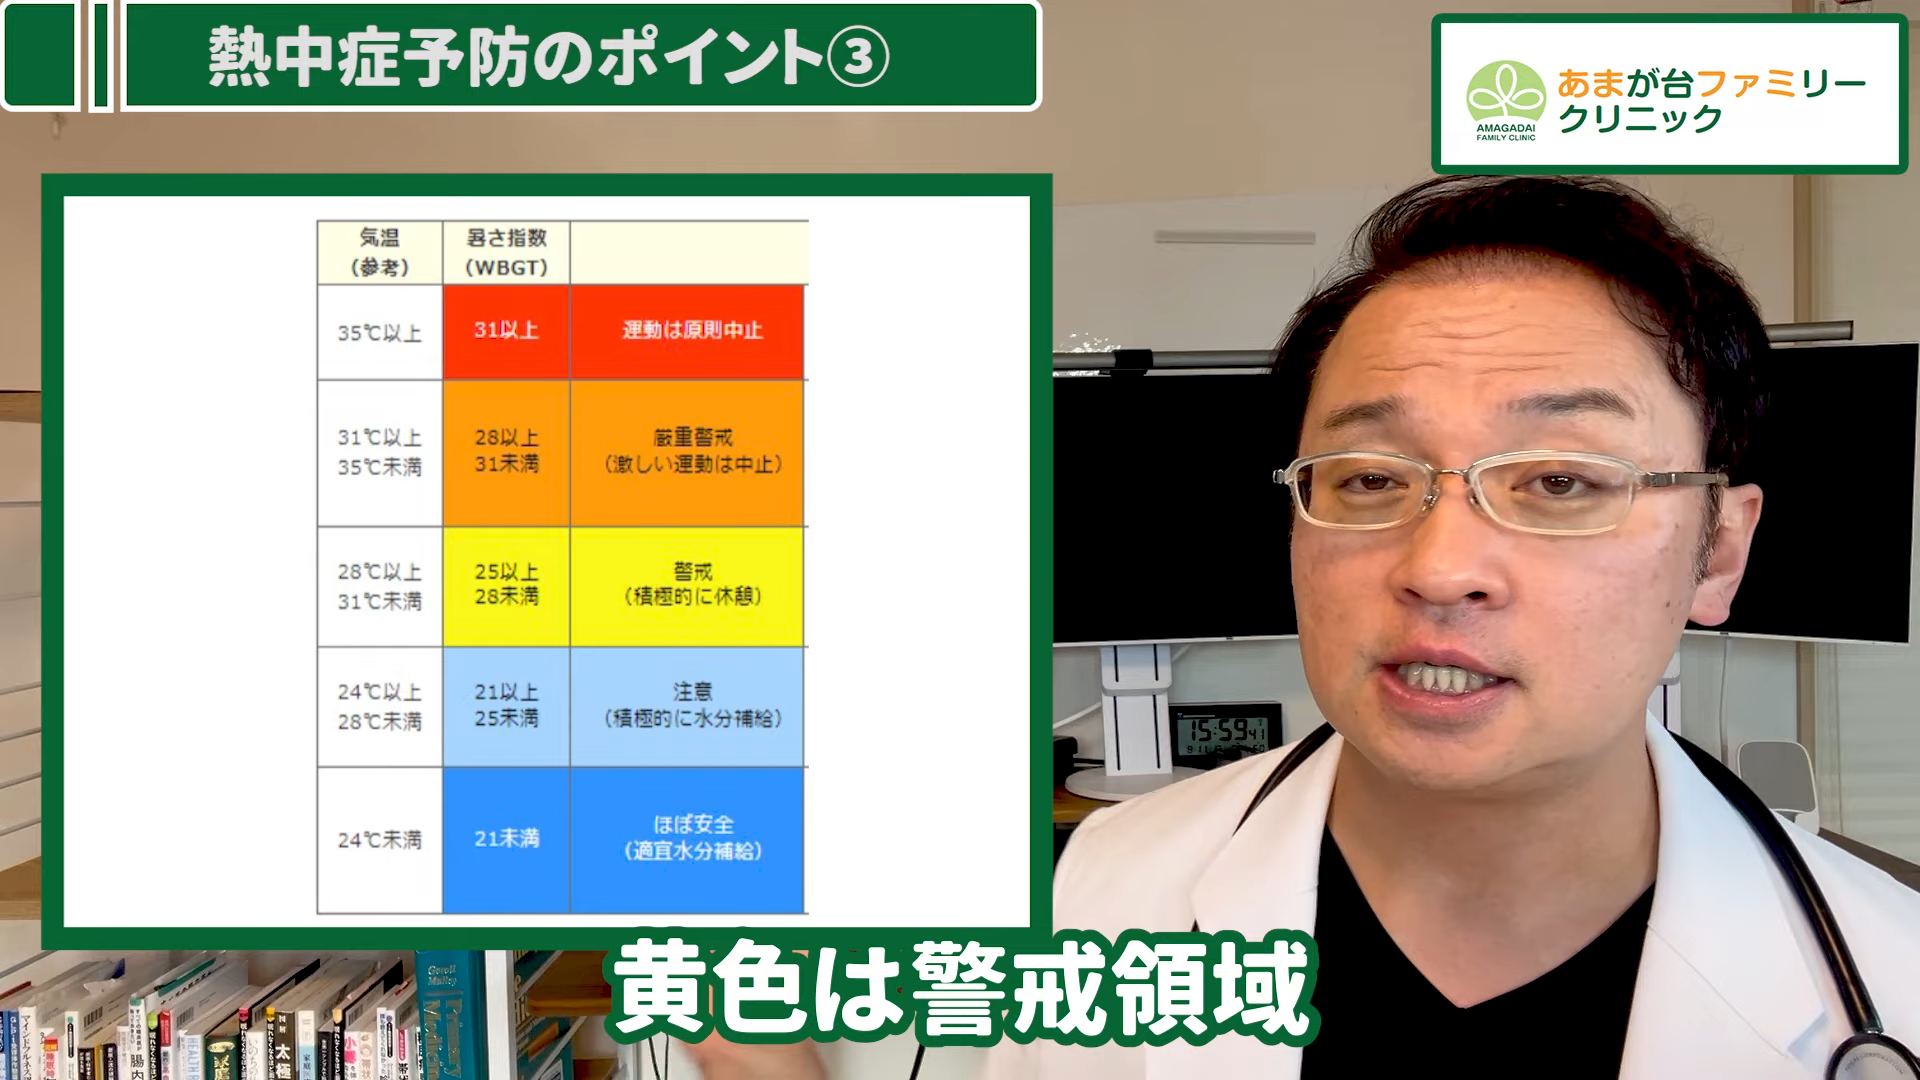 熱中症予防のポイント③
あまが台ファミリー
クリニック
AMAGADAI
FAMILY CLINIC
気温
(参考)
暑さ指数
(WBGT)
35℃以上
31以上
運動は原則中止
31℃以上
35℃未満
28以上
31未満
厳重警戒
(激しい運動は中止)
28℃以上
31℃未満
25以上
28未満
警戒
(積極的に休憩)
24℃以上
28℃未満
21以上
25未満
注意
(積極的に水分補給)
24℃未満
21未満
ほぼ安全
(適宜水分補給)
15:59 41
黄色は警戒領域